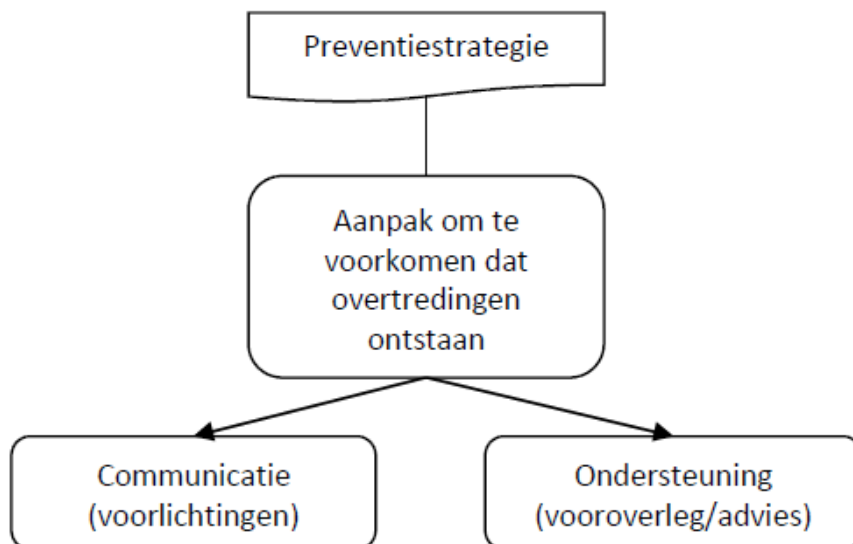 Preventiestrategie
Aanpak om te
voorkomen dat
overtredingen
ontstaan
Communicatie
(voorlichtingen)
Ondersteuning
(vooroverleg/advies)